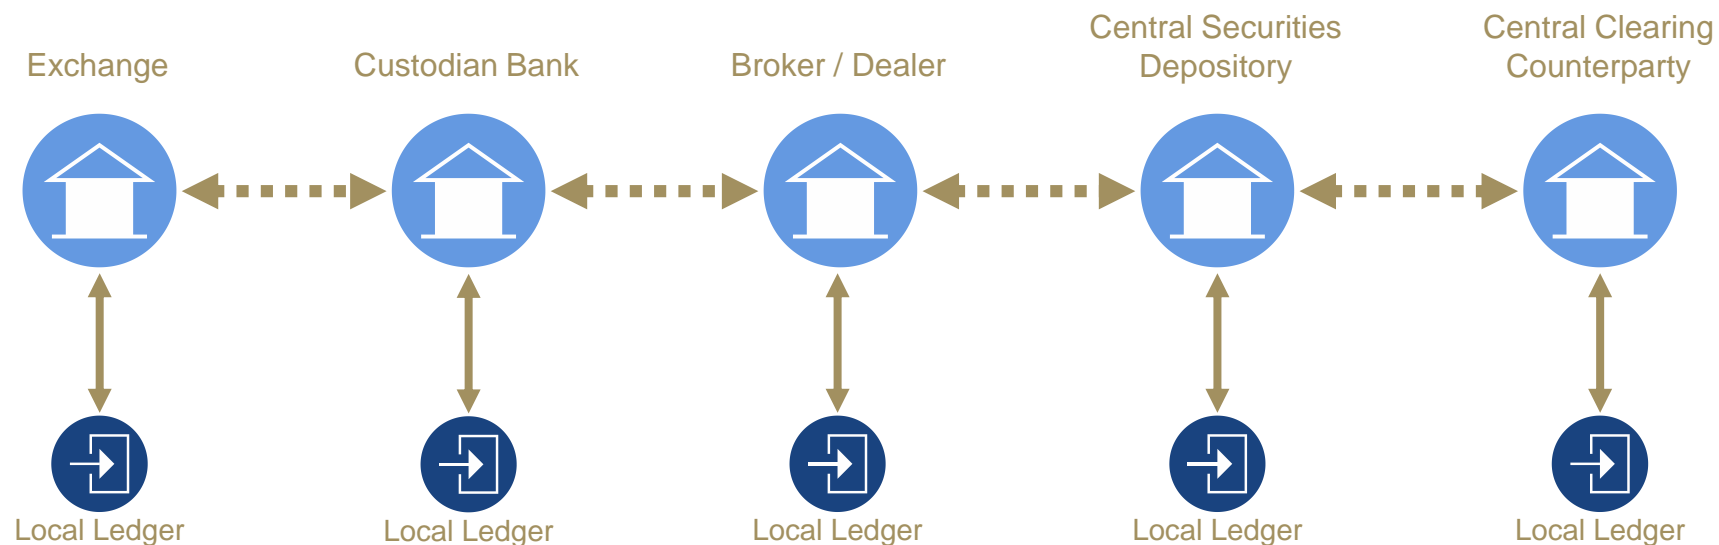 Exchange
Custodian Bank
Broker / Dealer
Central Securities
Depository
Central Clearing
Counterparty
Local Ledger
Local Ledger
Local Ledger
Local Ledger
Local Ledger